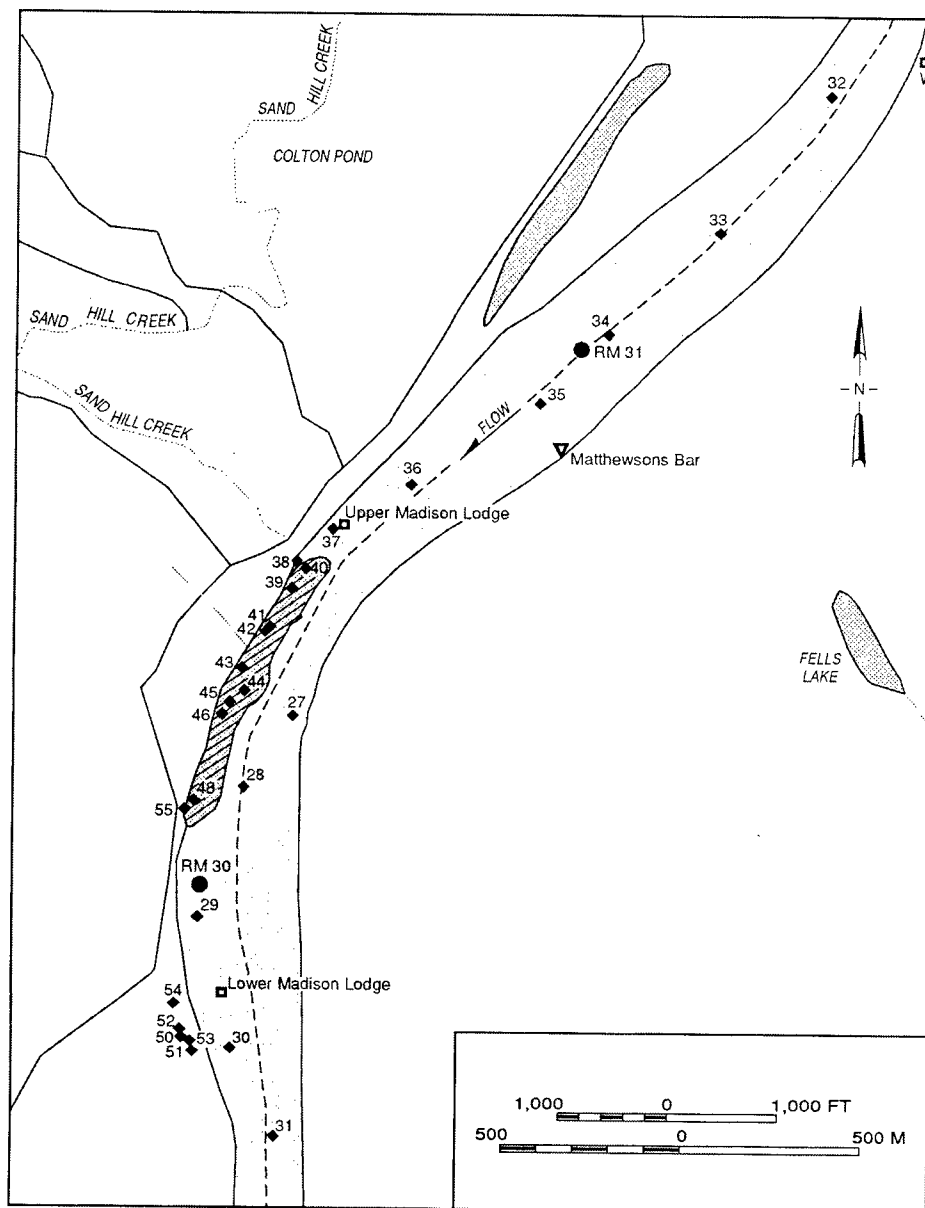 SAND
HILL CREEK
COLTON POND
32
33
SAND HILL CREEK
34
RM 31
-N-
SAND HILL CREEK
35
FLOW
Matthewsons Bar
36
Upper Madison Lodge
37
38
40
39
41
42
43
44
45
46
27
FELLS
LAKE
28
48
55
RM 30
29
54
Lower Madison Lodge
52
50
53
51
30
1,000 0 1,000 FT
500 0 500 M
31